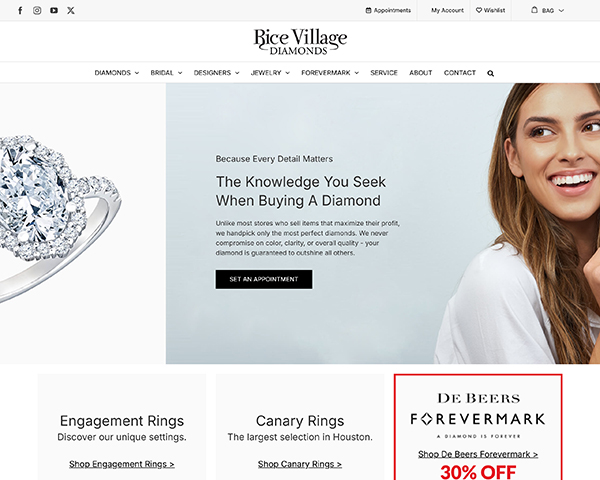 Appointments
My Account
Wishlist
BAG
Rice Village
DIAMONDS
DIAMONDS
BRIDAL
DESIGNERS
JEWELRY
FOREVERMARK
SERVICE
ABOUT
CONTACT
Because Every Detail Matters
The Knowledge You Seek
When Buying A Diamond
Unlike most stores who sell items that maximize their profit,
we handpick only the most perfect diamonds. We never
compromise on color, clarity, or overall quality - your
diamond is guaranteed to outshine all others.
SET AN APPOINTMENT
Engagement Rings
Discover our unique settings.
Shop Engagement Rings >
Canary Rings
The largest selection in Houston.
Shop Canary Rings >
DE BEERS
FOREVERMARK
A DIAMOND IS FOREVER
Shop De Beers Forevermark >
30% OFF